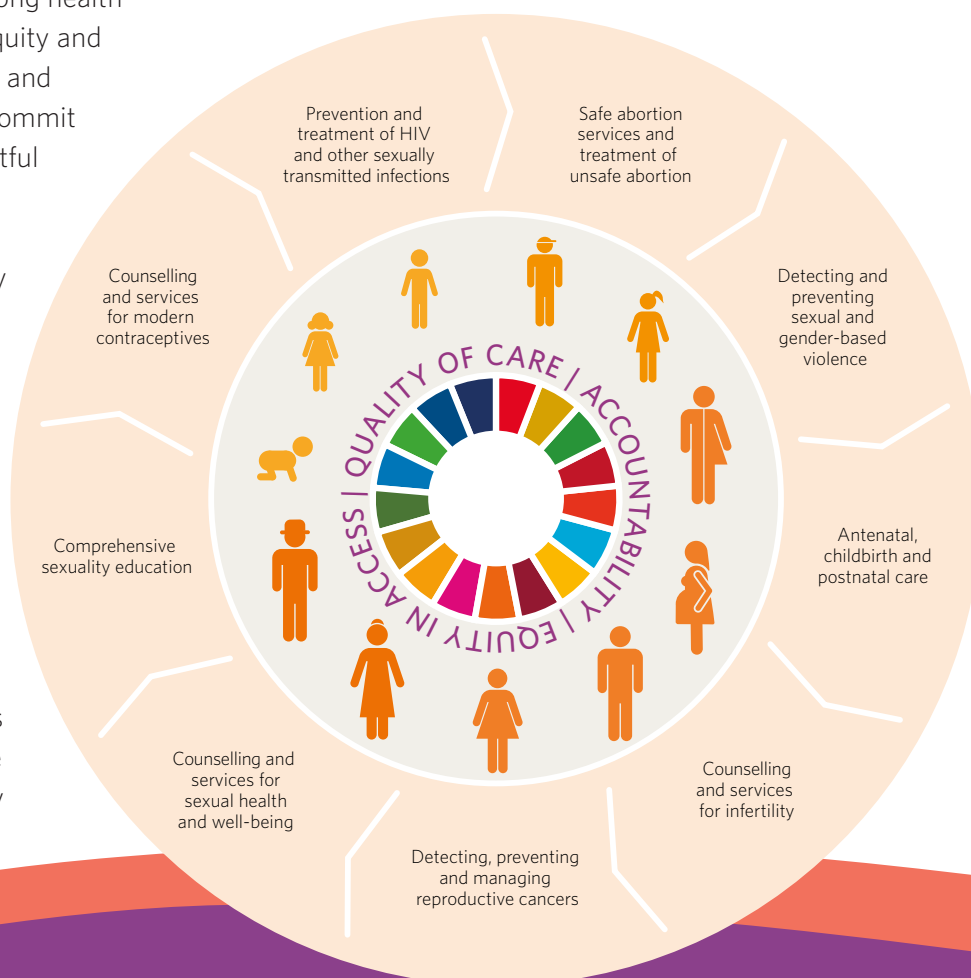 ong health
quity and
and
ommit
tful
y
s
e
y
Prevention and
treatment of HIV
and other sexually
transmitted infections
Safe abortion
services and
treatment of
unsafe abortion
Detecting and
preventing
sexual and
gender-based
violence
Antenatal,
childbirth and
postnatal care
Counselling
and services
for infertility
Detecting, preventing
and managing
reproductive cancers
Counselling and
services for
sexual health
and well-being
Comprehensive
sexuality education
Counselling
and services
for modern
contraceptives
QUALITY OF CARE | ACCOUNTABILITY | EQUITY IN ACCESS |